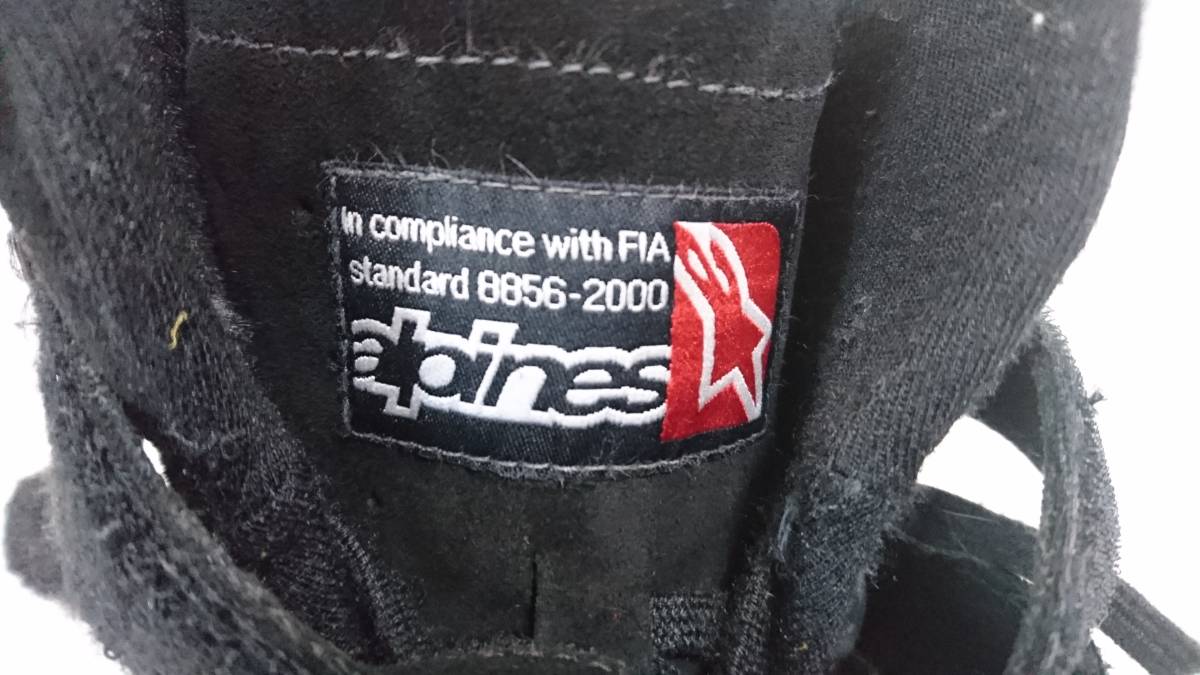 In compliance with FIA
standard 8856-2000
alpines